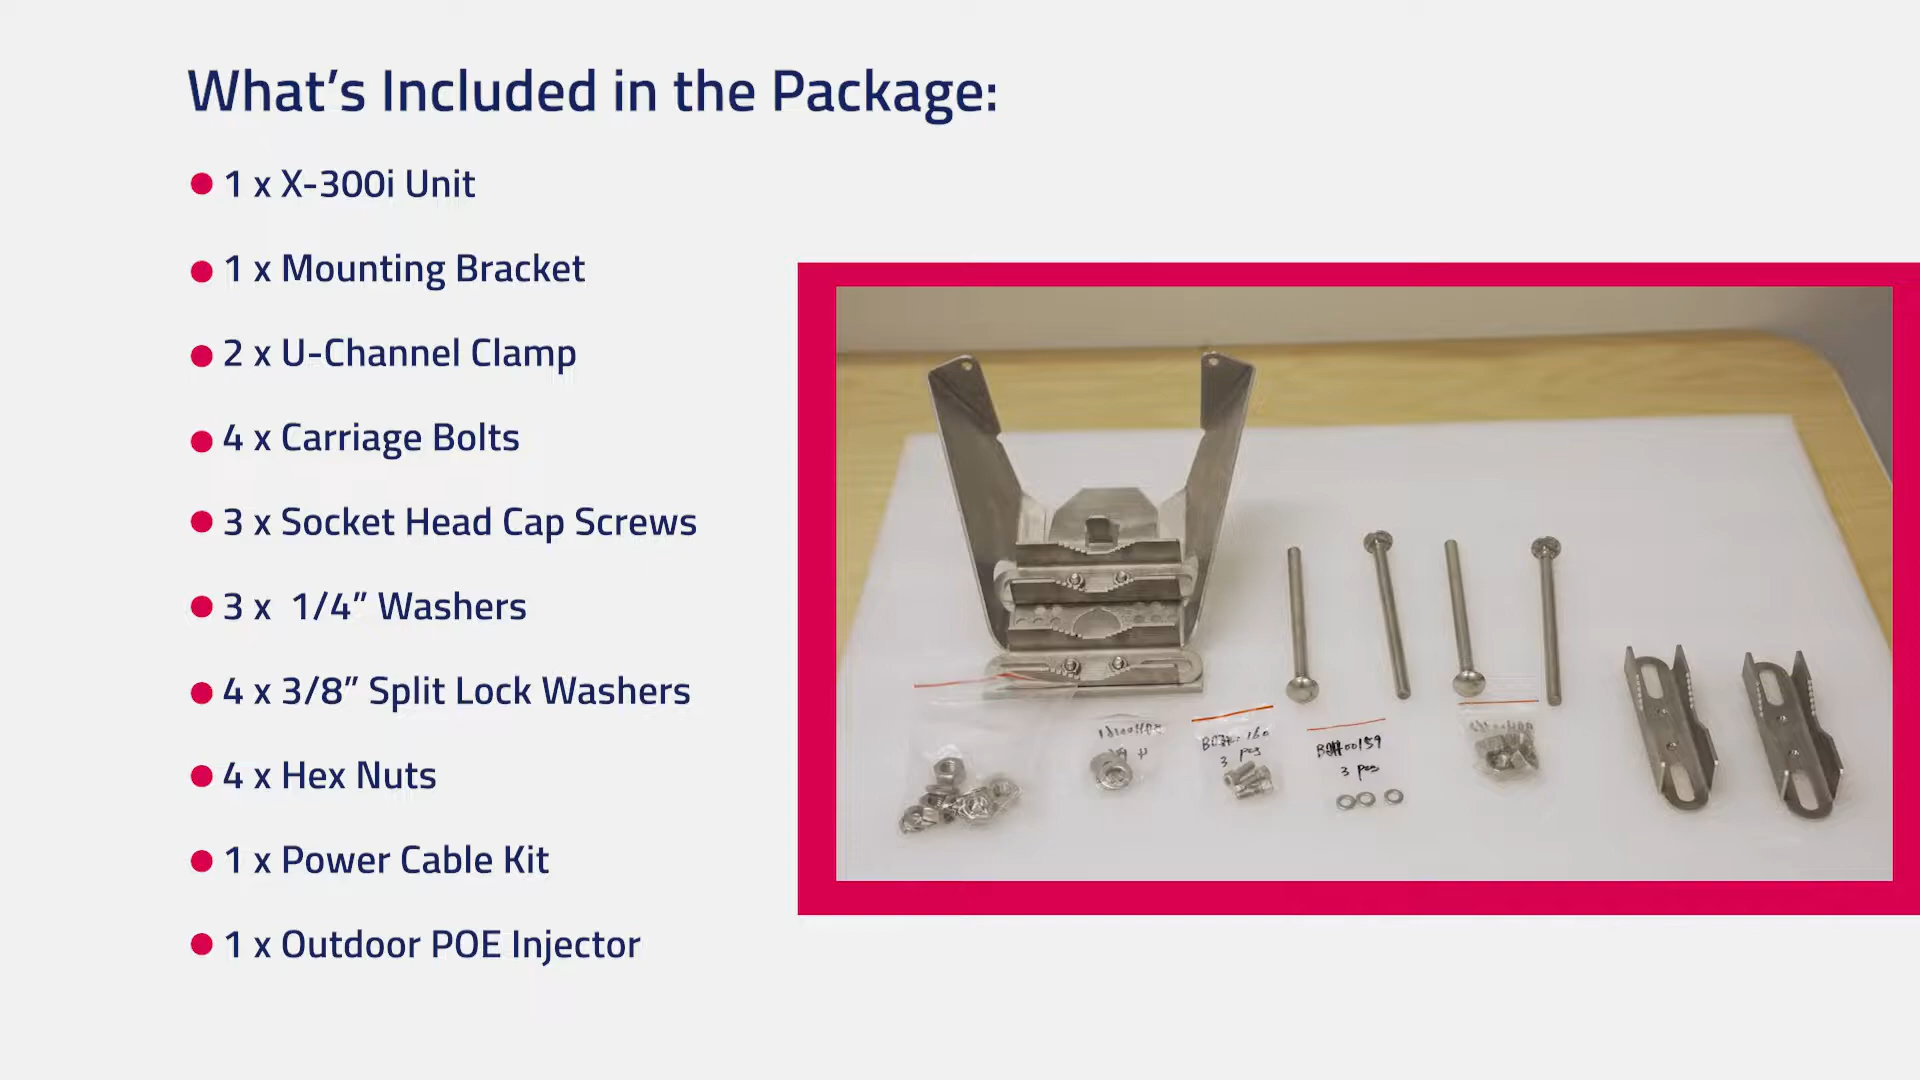 What's Included in the Package:
1 x X-300i Unit
1 x Mounting Bracket
2 x U-Channel Clamp
4 x Carriage Bolts
3 x Socket Head Cap Screws
3 x 1/4” Washers
4 x 3/8” Split Lock Washers
4 x Hex Nuts
1 x Power Cable Kit
1 x Outdoor POE Injector
3 pcs
3 pcs